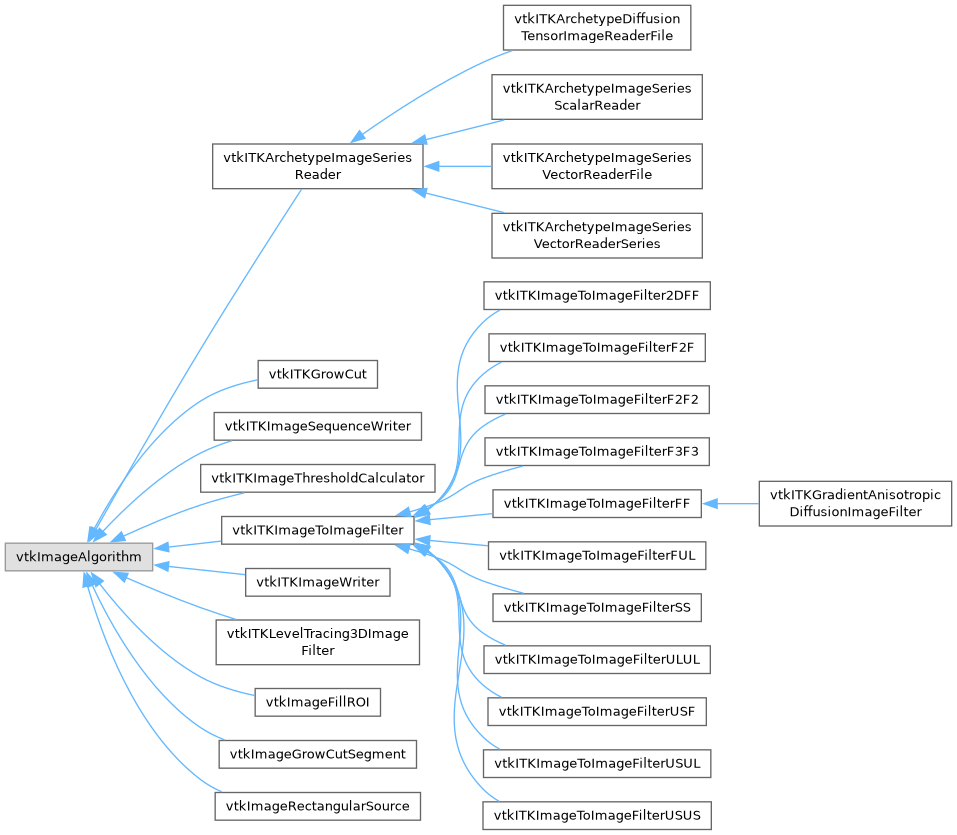 vtkITKArchetypeDiffusion
TensorImageReaderFile
vtkITKArchetypeImageSeries
ScalarReader
vtkITKArchetypeImageSeries
Reader
vtkITKArchetypeImageSeries
VectorReaderFile
vtkITKArchetypeImageSeries
VectorReaderSeries
vtkITKImageToImageFilter2DFF
vtkITKImageToImageFilterF2F
vtkITKGrowCut
vtkITKImageToImageFilterF2F2
vtkITKImageSequenceWriter
vtkITKImageToImageFilterF3F3
vtkITKImageThresholdCalculator
vtkITKImageToImageFilterFF
vtkITKGradientAnisotropic
DiffusionImageFilter
vtkITKImageToImageFilter
vtkImageAlgorithm
vtkITKImageToImageFilterFUL
vtkITKImageWriter
vtkITKImageToImageFilterSS
vtkITKLevelTracing3DImage
Filter
vtkITKImageToImageFilterULUL
vtkImageFillROI
vtkITKImageToImageFilterUSF
vtkImageGrowCutSegment
vtkITKImageToImageFilterUSUL
vtkImageRectangularSource
vtkITKImageToImageFilterUSUS